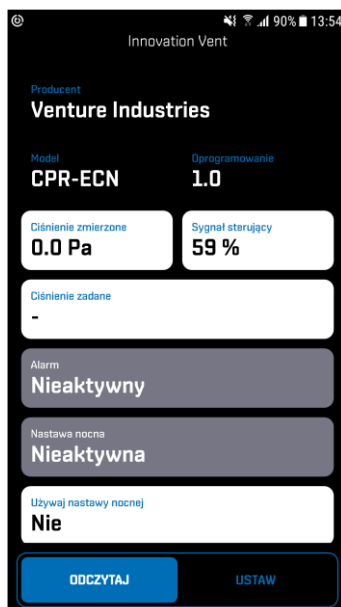 90% 13:54
Innovation Vent
Producent
Venture Industries
Model Oprogramowanie
CPR-ECN 1.0
Ciśnienie zmierzone Sygnał sterujący
0.0 Pa 59 %
Ciśnienie zadane
-
Alarm
Nieaktywny
Nastawa nocna
Nieaktywna
Używaj nastawy nocnej
Nie
ODCZYTAJ USTAW